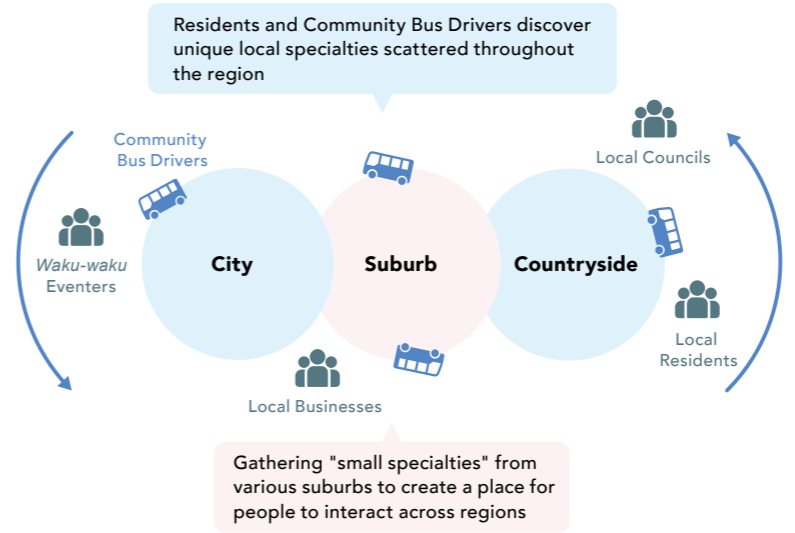 Residents and Community Bus Drivers discover
unique local specialties scattered throughout
the region
Community
Bus Drivers
Local Councils
Waku-waku
Eventers
City
Suburb
Countryside
Local
Residents
Local Businesses
Gathering "small specialties" from
various suburbs to create a place for
people to interact across regions